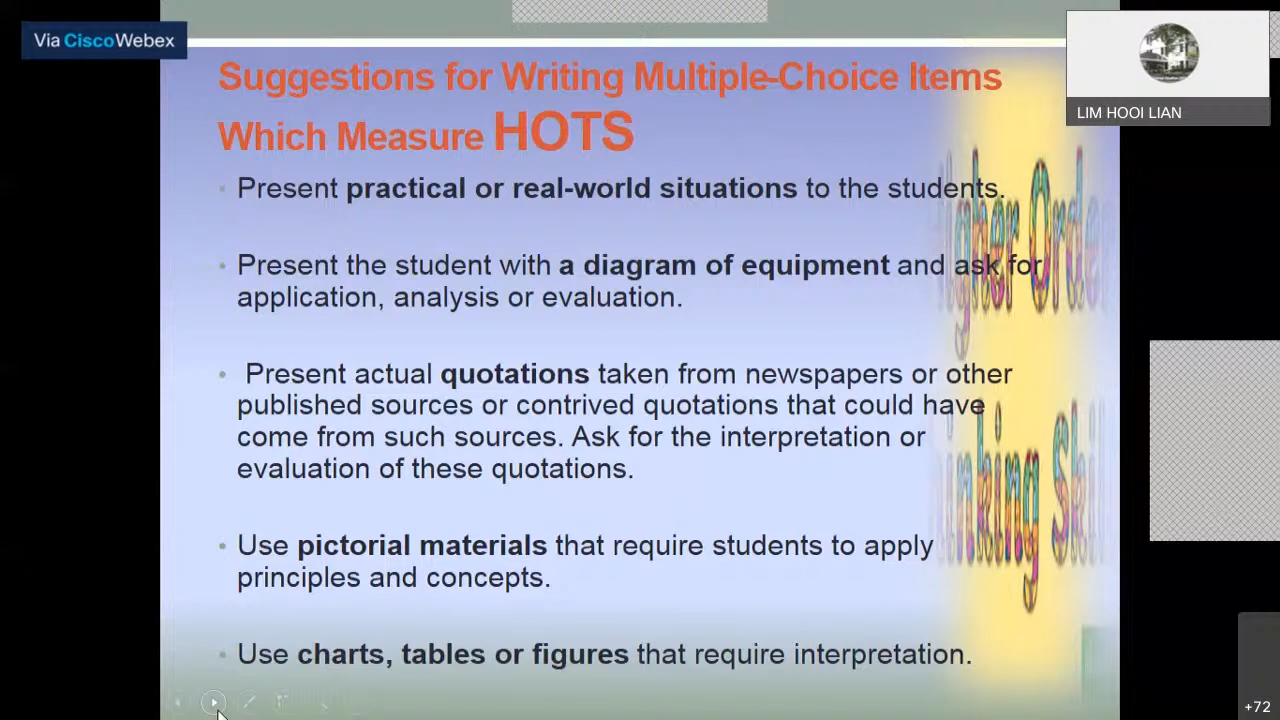 Via Cisco Webex
LIM HOOI LIAN
Suggestions for Writing Multiple-Choice Items
Which Measure HOTS
• Present practical or real-world situations to the students.
• Present the student with a diagram of equipment and ask for
application, analysis or evaluation.
• Present actual quotations taken from newspapers or other
published sources or contrived quotations that could have
come from such sources. Ask for the interpretation or
evaluation of these quotations.
• Use pictorial materials that require students to apply
principles and concepts.
• Use charts, tables or figures that require interpretation.
+72